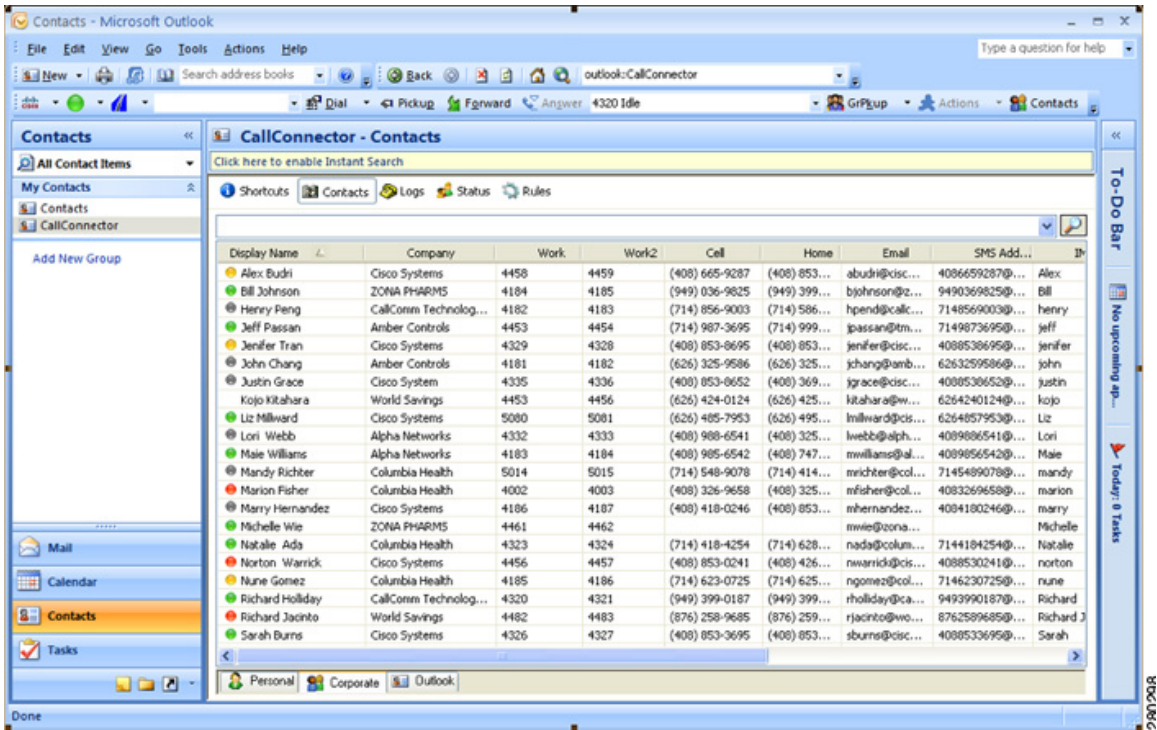 Contacts - Microsoft Outlook
File Edit View Go Tools Actions Help Type a question for help
New Search address books Back outlook:CallConnector
cisco Dial Pickup Forward Answer 4320 Idle GrPkup Actions Contacts
Contacts « CallConnector - Contacts «
All Contact Items Click here to enable Instant Search
My Contacts Shortcuts Contacts Logs Status Rules
Contacts
CallConnector
Add New Group
Display Name Company Work Work2 Cell Home Email SMS Add... IM
Alex Budri Cisco Systems 4458 4459 (408) 665-9287 (408) 853... abudri@cisc... 4086659287@... Alex
Bill Johnson ZONA PHARMS 4184 4185 (949) 036-9825 (949) 399... bjohnson@z... 9490369825@... Bill
Henry Peng CallComm Technolog... 4182 4183 (714) 856-9003 (714) 586... hpend@callc... 7148569003@... henry
Jeff Passan Amber Controls 4453 4454 (714) 987-3695 (714) 999... jpassan@tm... 7149873695@... jeff
Jenifer Tran Cisco Systems 4329 4328 (408) 853-8695 (408) 853... jenifer@cisc... 4088538695@... jenifer
John Chang Amber Controls 4181 4182 (626) 325-9586 (626) 325... jchang@amb... 6263259586@... john
Justin Grace Cisco System 4335 4336 (408) 853-8652 (408) 369... jgrace@cisc... 4088538652@... justin
Kojo Kitahara World Savings 4453 4456 (626) 424-0124 (626) 425... kitahara@w... 6264240124@... kojo
Liz Millward Cisco Systems 5080 5081 (626) 485-7953 (626) 495... lmillward@cis... 6264857953@... Liz
Lori Webb Alpha Networks 4332 4333 (408) 988-6541 (408) 325... lwebb@alph... 4089886541@... Lori
Maie Williams Alpha Networks 4183 4184 (408) 985-6542 (408) 747... mwilliams@al... 4089856542@... Maie
Mandy Richter Columbia Health 5014 5015 (714) 548-9078 (714) 414... mrichter@col... 7145489078@... mandy
Marion Fisher Columbia Health 4002 4003 (408) 326-9658 (408) 325... mfisher@col... 4083269658@... marion
Marry Hernandez Cisco Systems 4186 4187 (408) 418-0246 (408) 853... mhernandez... 4084180246@... marry
Michelle Wie ZONA PHARMS 4461 4462 mwie@zona... Michelle
Natalie Ada Columbia Health 4323 4324 (714) 418-4254 (714) 628... nada@colum... 7144184254@... Natalie
Norton Warrick Cisco Systems 4456 4457 (408) 853-0241 (408) 426... nwarrick@cis... 4088530241@... norton
Nune Gomez Columbia Health 4185 4186 (714) 623-0725 (714) 625... ngomez@col... 7146230725@... nune
Richard Holliday CallComm Technolog... 4320 4321 (949) 399-0187 (949) 399... rholliday@ca... 9493990187@... Richard
Richard Jacinto World Savings 4482 4483 (876) 258-9685 (876) 259... rjacinto@wo... 8762589685@... Richard J
Sarah Burns Cisco Systems 4326 4327 (408) 853-3695 (408) 853... sburns@cisc... 4088533695@... Sarah
Mail
Calendar
Contacts
Tasks
Personal Corporate Outlook
Done
To-Do Bar
No upcoming ap...
Today: 0 Tasks
280298